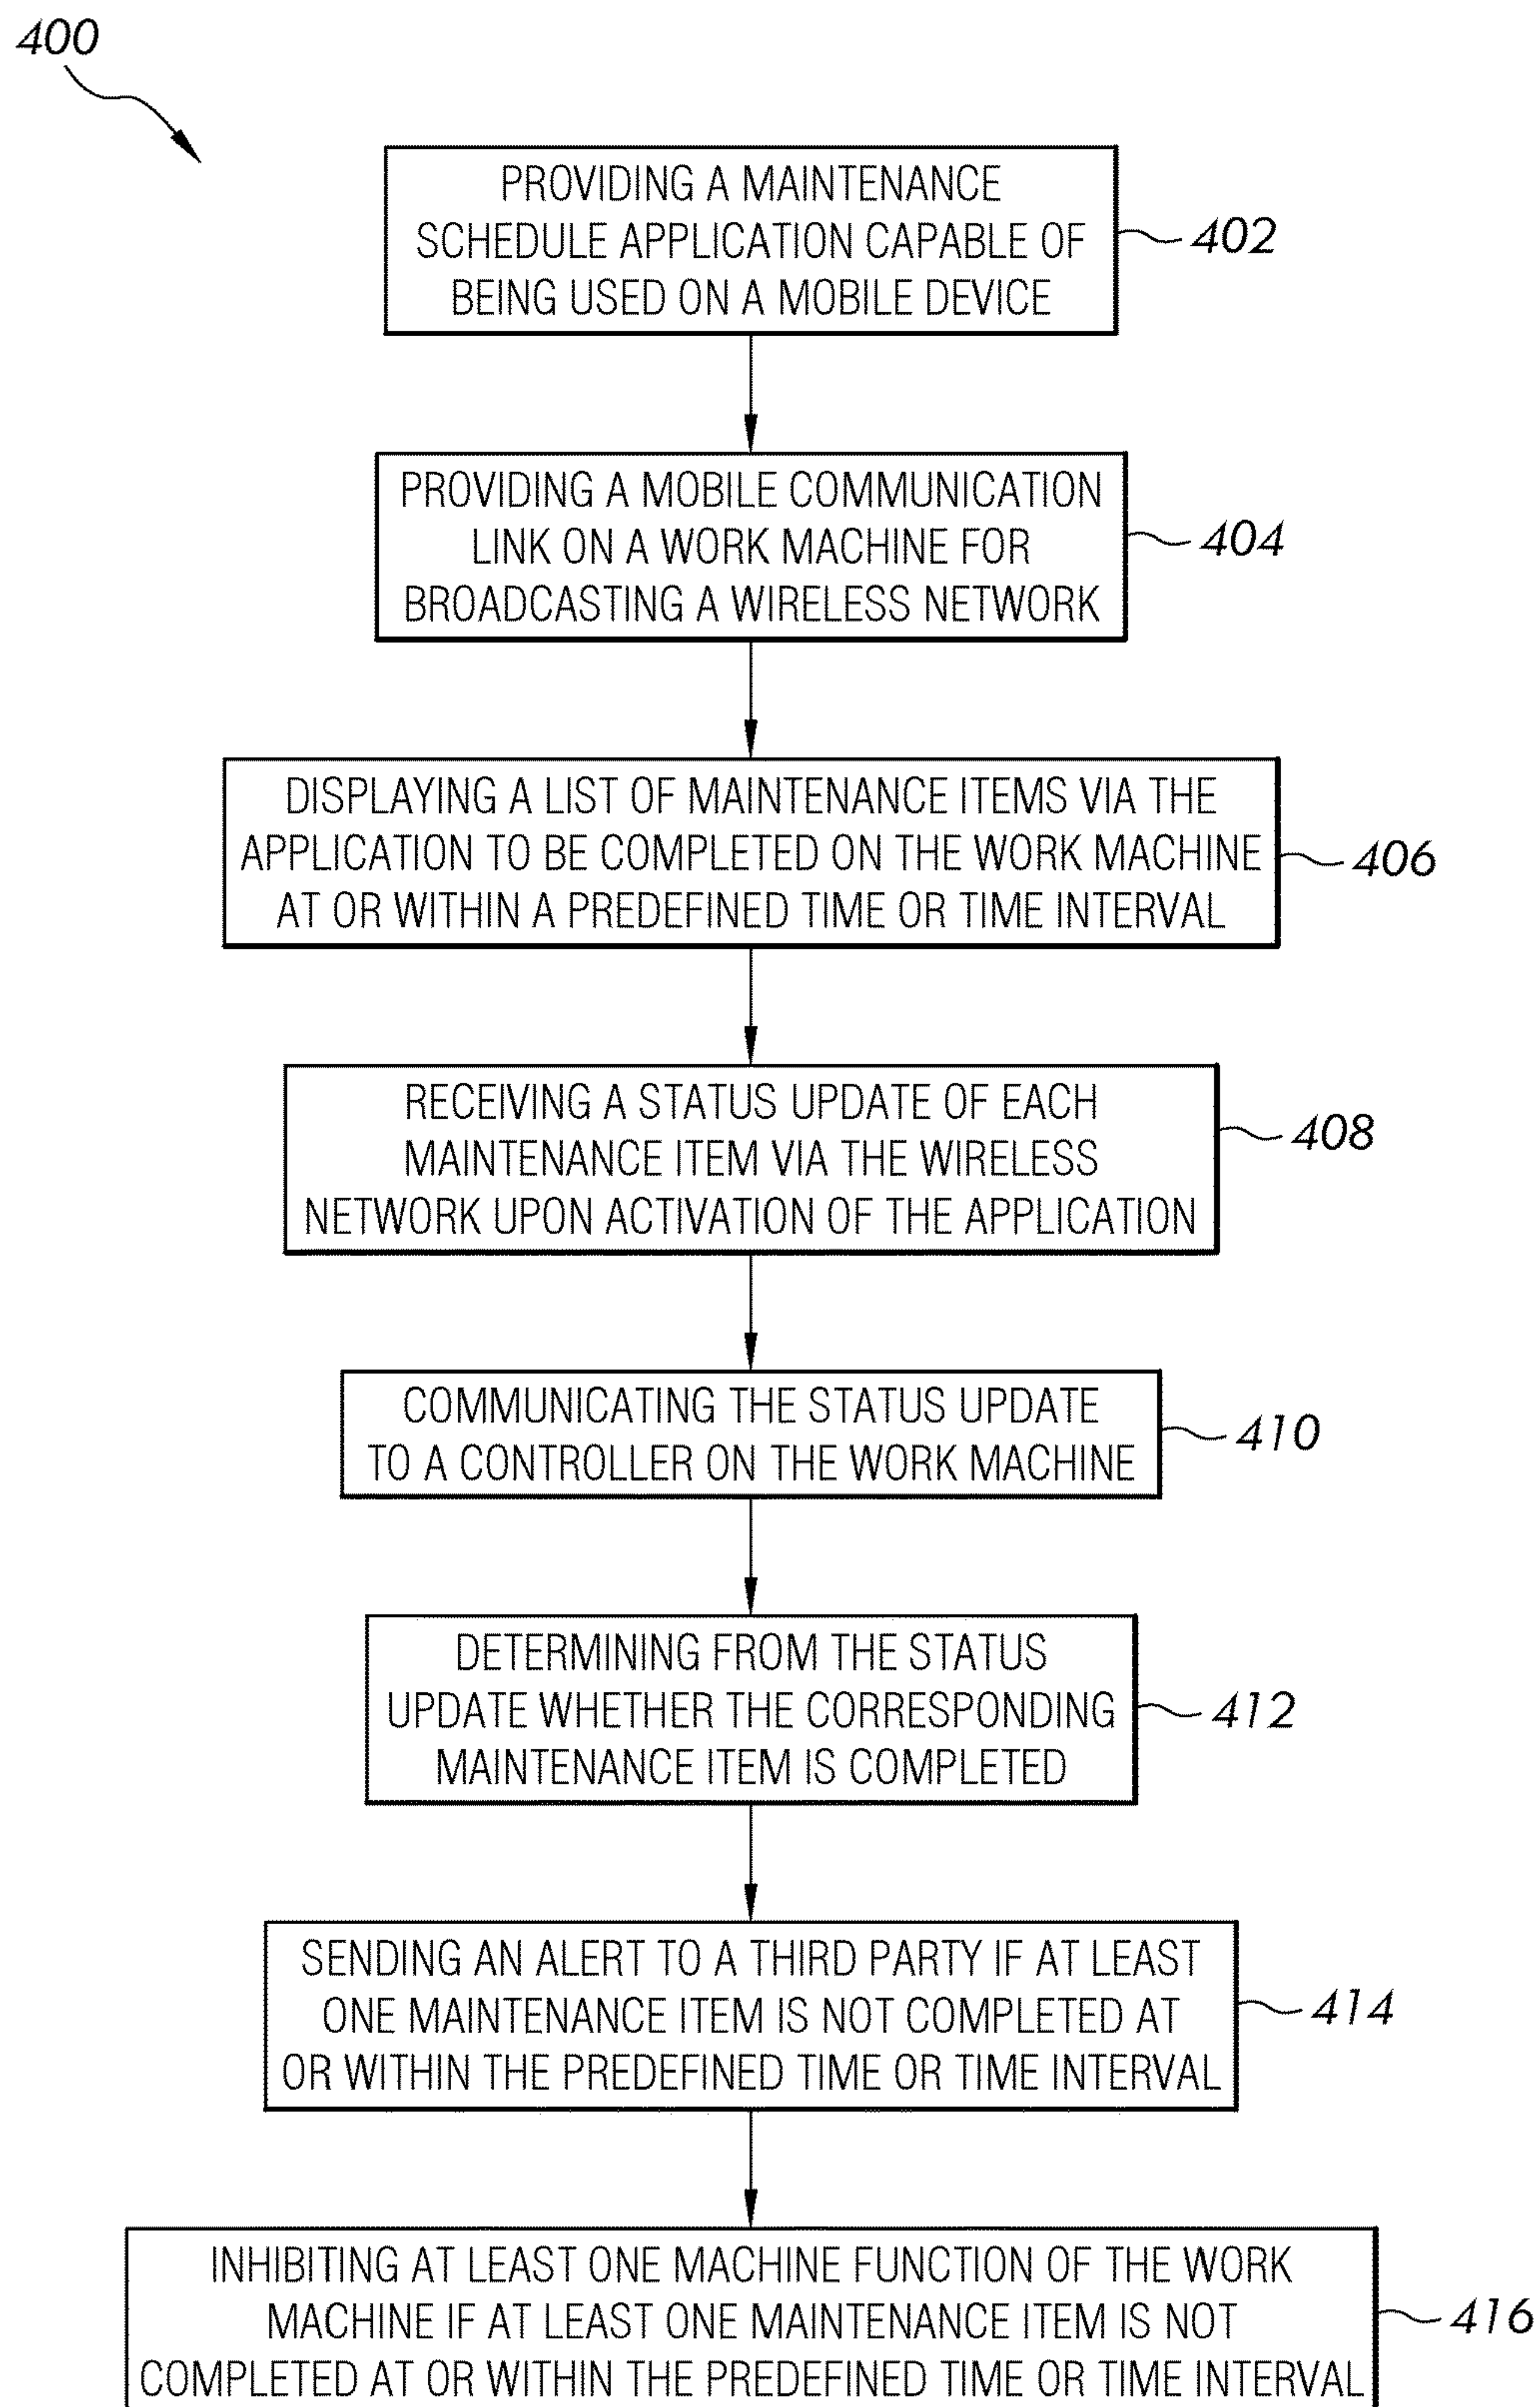 400
PROVIDING A MAINTENANCE
SCHEDULE APPLICATION CAPABLE OF
BEING USED ON A MOBILE DEVICE
402
PROVIDING A MOBILE COMMUNICATION
LINK ON A WORK MACHINE FOR
BROADCASTING A WIRELESS NETWORK
404
DISPLAYING A LIST OF MAINTENANCE ITEMS VIA THE
APPLICATION TO BE COMPLETED ON THE WORK MACHINE
AT OR WITHIN A PREDEFINED TIME OR TIME INTERVAL
406
RECEIVING A STATUS UPDATE OF EACH
MAINTENANCE ITEM VIA THE WIRELESS
NETWORK UPON ACTIVATION OF THE APPLICATION
408
COMMUNICATING THE STATUS UPDATE
TO A CONTROLLER ON THE WORK MACHINE
410
DETERMINING FROM THE STATUS
UPDATE WHETHER THE CORRESPONDING
MAINTENANCE ITEM IS COMPLETED
412
SENDING AN ALERT TO A THIRD PARTY IF AT LEAST
ONE MAINTENANCE ITEM IS NOT COMPLETED AT
OR WITHIN THE PREDEFINED TIME OR TIME INTERVAL
414
INHIBITING AT LEAST ONE MACHINE FUNCTION OF THE WORK
MACHINE IF AT LEAST ONE MAINTENANCE ITEM IS NOT
COMPLETED AT OR WITHIN THE PREDEFINED TIME OR TIME INTERVAL
416